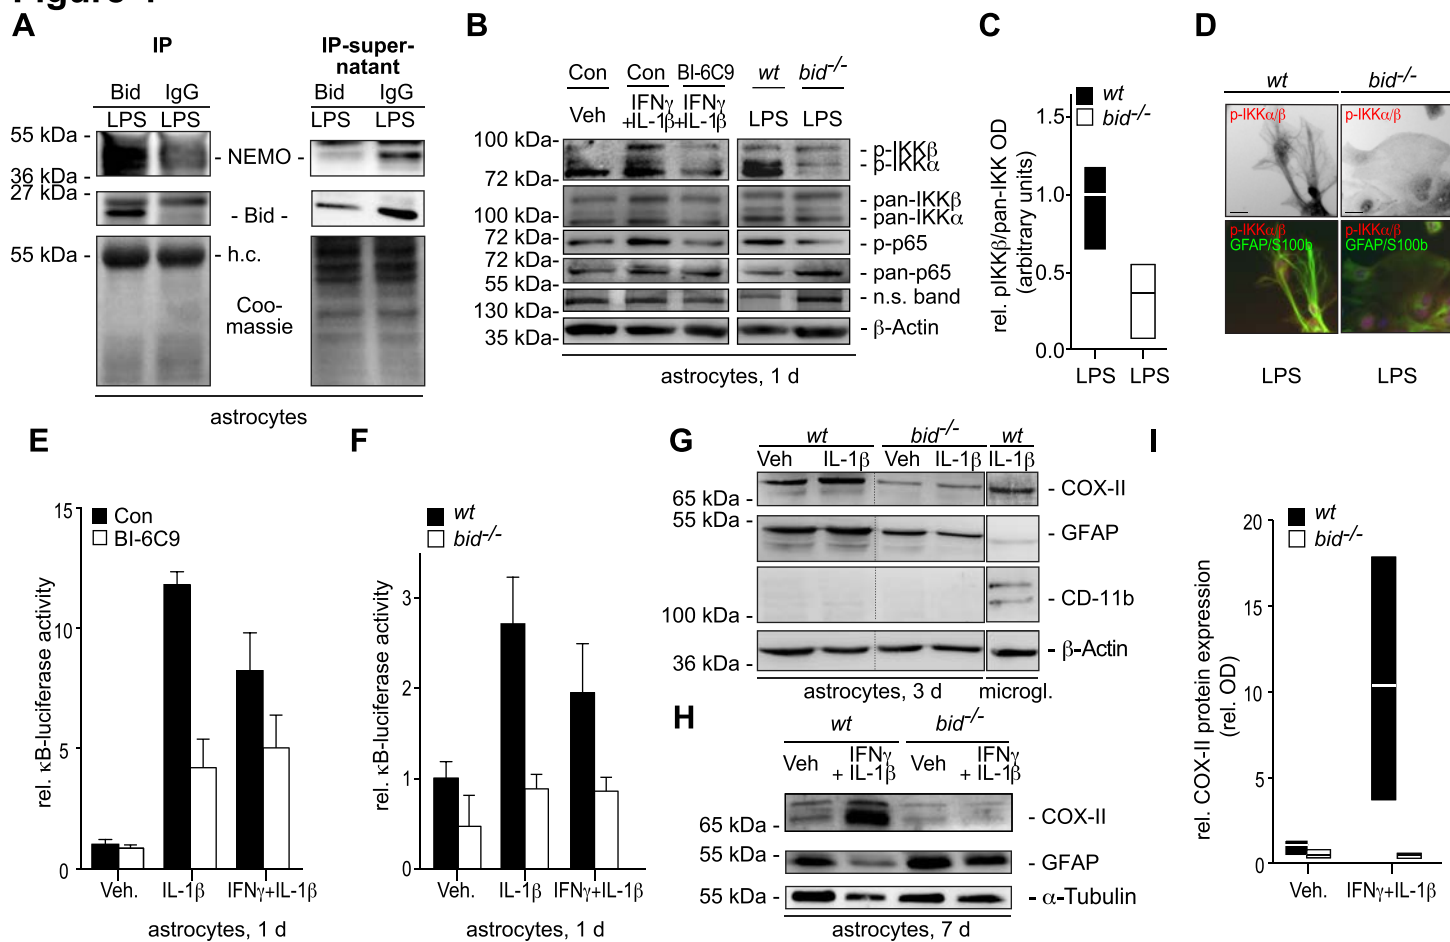 A
IP
IP-super-
natant
Bid IgG
LPS LPS
Bid IgG
LPS LPS
55 kDa -
- NEMO -
36 kDa -
27 kDa -
- Bid -
55 kDa -
- h.c.
Coo-
massie
astrocytes
B
Con Con BI-6C9 wt bid-/-
Veh IFNγ IFNγ LPS LPS
+IL-1β +IL-1β
100 kDa-
- p-IKKβ
- p-IKKα
72 kDa-
- pan-IKKβ
100 kDa-
- pan-IKKα
72 kDa-
- p-p65
72 kDa-
- pan-p65
55 kDa-
- n.s. band
130 kDa-
- β-Actin
35 kDa-
astrocytes, 1 d
C
wt
bid-/-
rel. pIKKβ/pan-IKK OD
(arbitrary units)
1.5
1.0
0.5
0.0
LPS LPS
D
wt bid-/-
p-IKKα/β p-IKKα/β
p-IKKα/β p-IKKα/β
GFAP/S100b GFAP/S100b
LPS LPS
E
Con
BI-6C9
rel. κB-luciferase activity
15
10
5
0
Veh. IL-1β IFNγ+IL-1β
astrocytes, 1 d
F
wt
bid-/-
rel. κB-luciferase activity
3
2
1
0
Veh. IL-1β IFNγ+IL-1β
astrocytes, 1 d
G
wt bid-/- wt
Veh IL-1β Veh IL-1β IL-1β
- COX-II
65 kDa -
55 kDa -
- GFAP
- CD-11b
100 kDa -
- β-Actin
36 kDa -
astrocytes, 3 d microgl.
H
wt bid-/-
Veh IFNγ Veh IFNγ
+ IL-1β + IL-1β
- COX-II
65 kDa -
55 kDa -
- GFAP
55 kDa -
- α-Tubulin
astrocytes, 7 d
I
wt
bid-/-
rel. COX-II protein expression
(rel. OD)
20
15
10
5
0
Veh. IFNγ+IL-1β